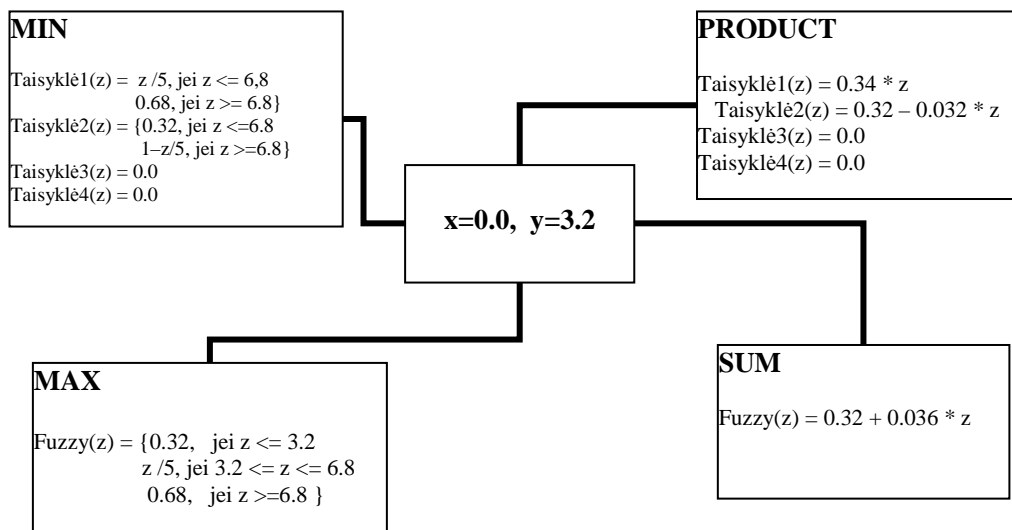 MIN
Taisyklė1(z) = z /5, jei z <= 6,8
0.68, jei z >= 6.8}
Taisyklė2(z) = {0.32, jei z <=6.8
1–z/5, jei z >=6.8}
Taisyklė3(z) = 0.0
Taisyklė4(z) = 0.0
PRODUCT
Taisyklė1(z) = 0.34 * z
Taisyklė2(z) = 0.32 – 0.032 * z
Taisyklė3(z) = 0.0
Taisyklė4(z) = 0.0
x=0.0, y=3.2
MAX
Fuzzy(z) = {0.32, jei z <= 3.2
z /5, jei 3.2 <= z <= 6.8
0.68, jei z >=6.8 }
SUM
Fuzzy(z) = 0.32 + 0.036 * z